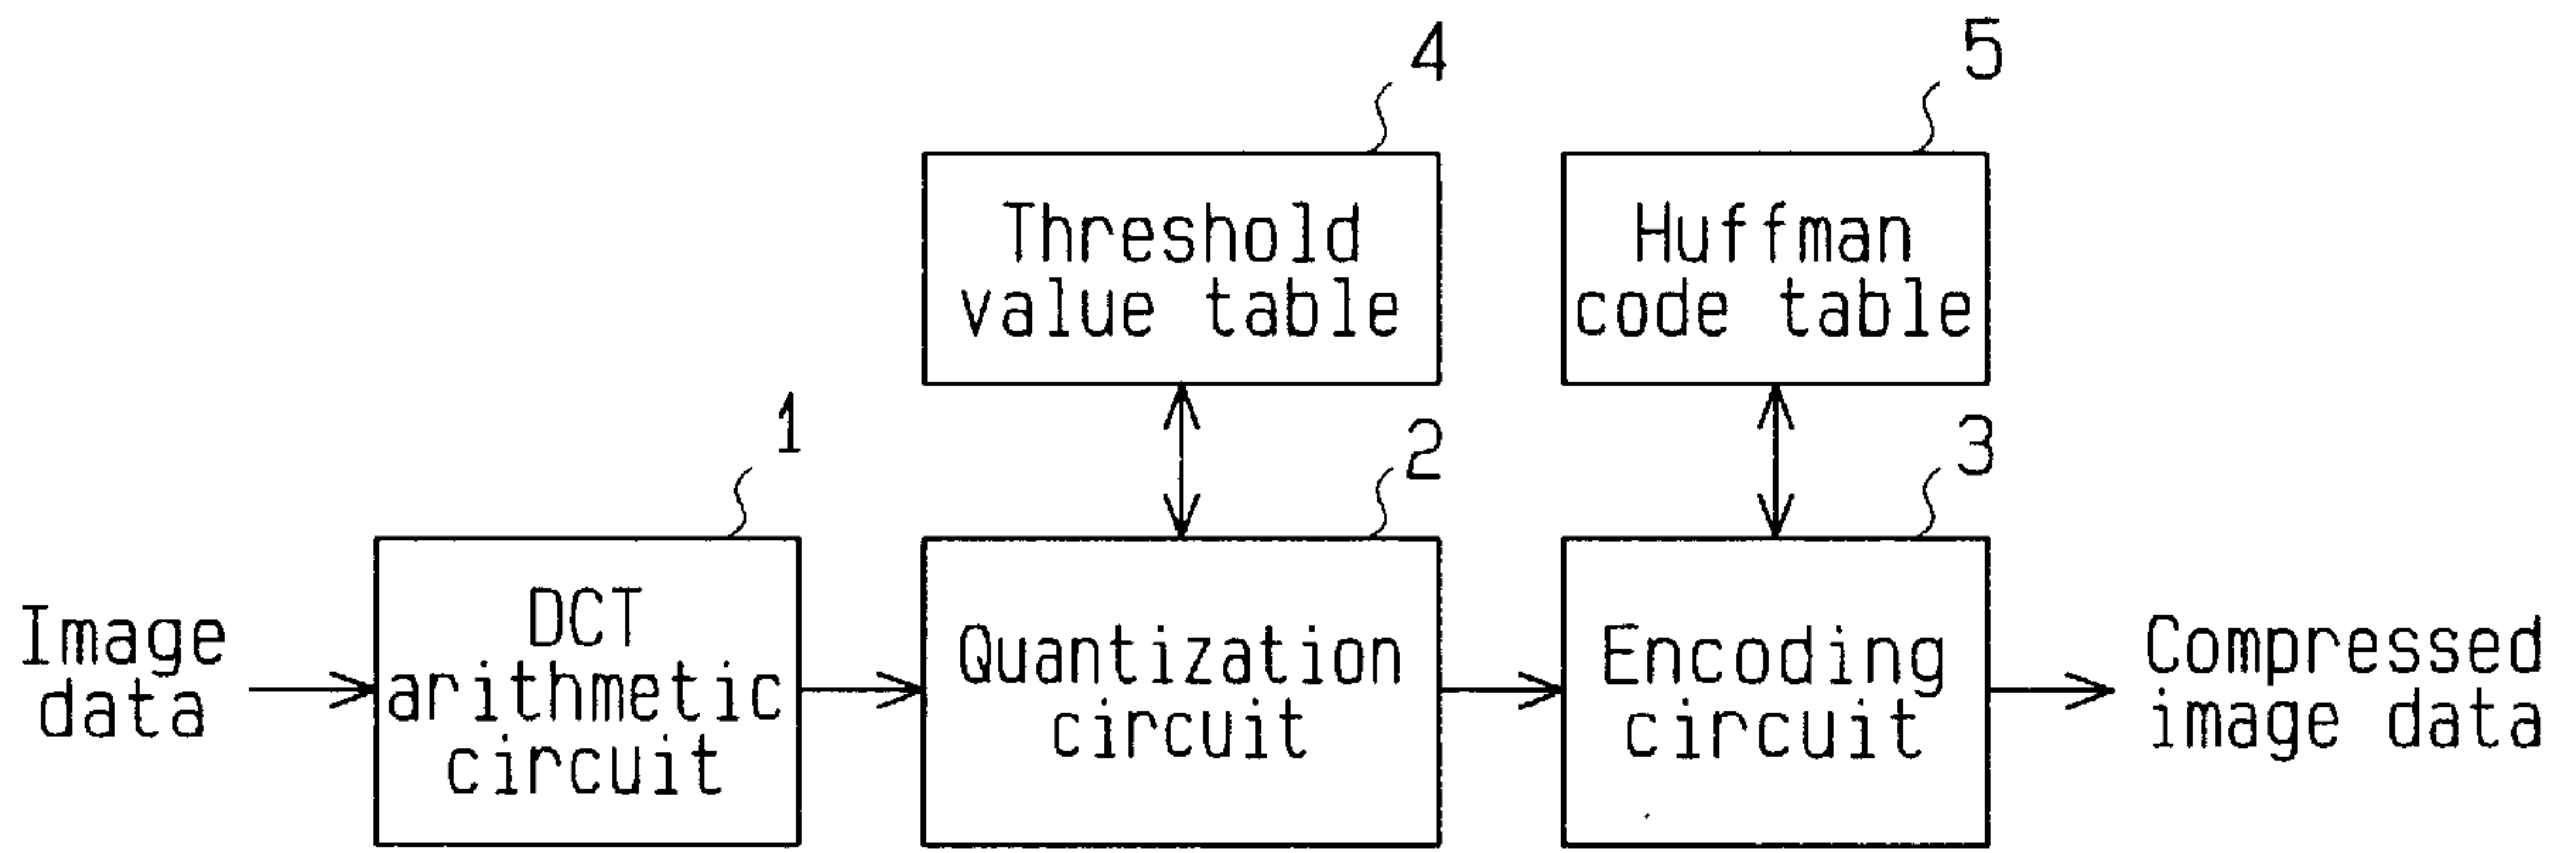 4
5
Threshold
value table
Huffman
code table
1
2
3
Image
data
DCT
arithmetic
circuit
Quantization
circuit
Encoding
circuit
Compressed
image data